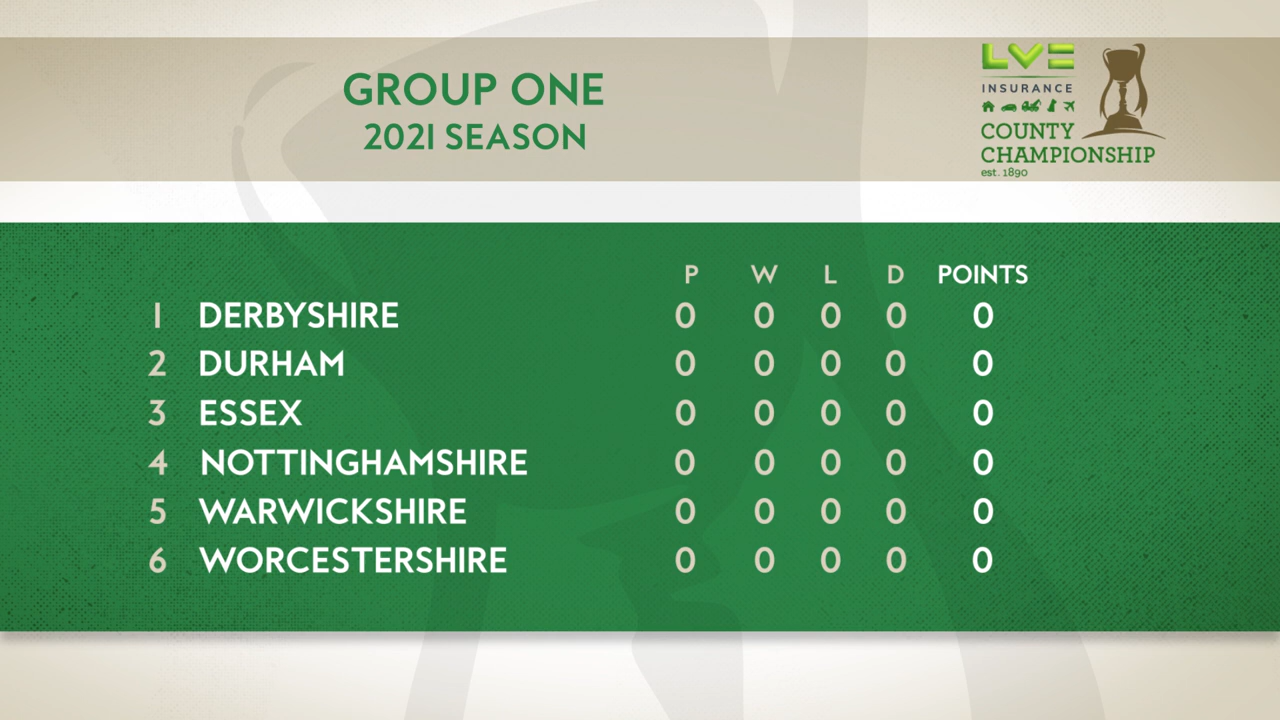 GROUP ONE
2021 SEASON
LVE
INSURANCE
COUNTY
CHAMPIONSHIP
est. 1890
P W L D POINTS
1 DERBYSHIRE 0 0 0 0 0
2 DURHAM 0 0 0 0 0
3 ESSEX 0 0 0 0 0
4 NOTTINGHAMSHIRE 0 0 0 0 0
5 WARWICKSHIRE 0 0 0 0 0
6 WORCESTERSHIRE 0 0 0 0 0